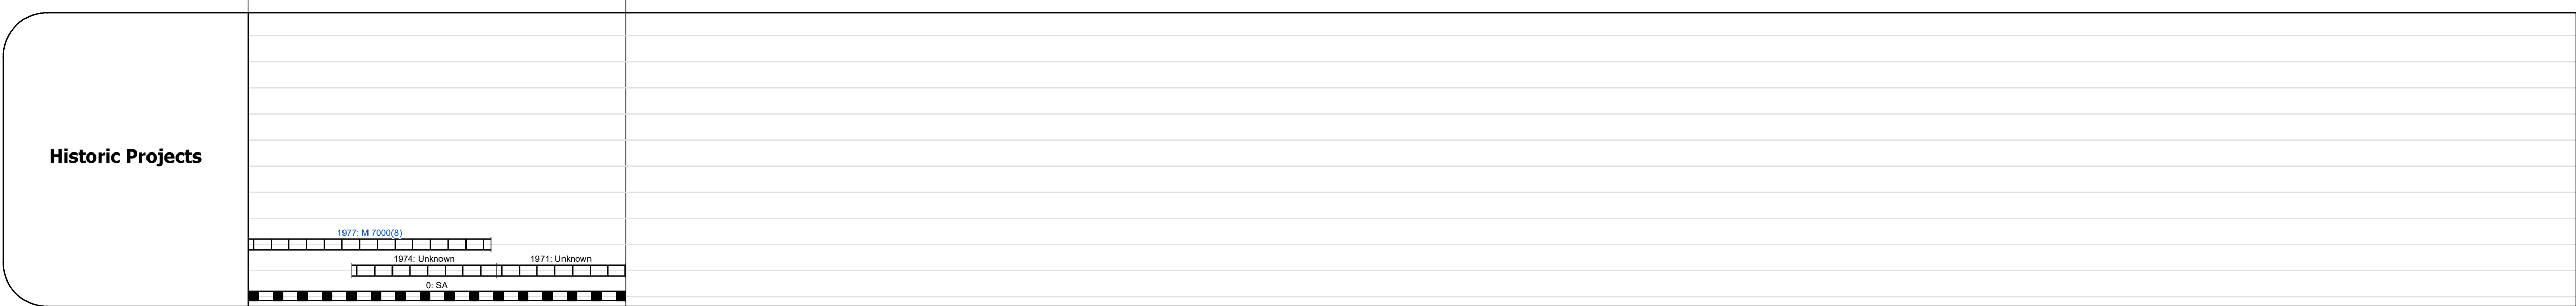 Historic Projects
1977: M 7000(8)
1974: Unknown
1971: Unknown
0: SA